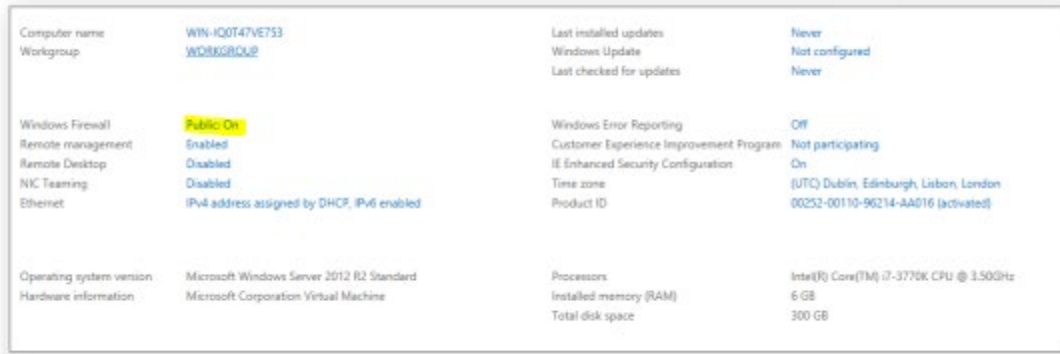 Computer name WIN-IQ0T47VE753 Last installed updates Never
Workgroup WORKGROUP Windows Update Not configured
Last checked for updates Never
Windows Firewall Public: On Windows Error Reporting Off
Remote management Enabled Customer Experience Improvement Program Not participating
Remote Desktop Disabled IE Enhanced Security Configuration On
NIC Teaming Disabled Time zone (UTC) Dublin, Edinburgh, Lisbon, London
Ethernet IPv4 address assigned by DHCP, IPv6 enabled Product ID 00252-00110-96214-AA016 (activated)
Operating system version Microsoft Windows Server 2012 R2 Standard Processors Intel(R) Core(TM) i7-3770K CPU @ 3.50GHz
Hardware information Microsoft Corporation Virtual Machine Installed memory (RAM) 6 GB
Total disk space 300 GB